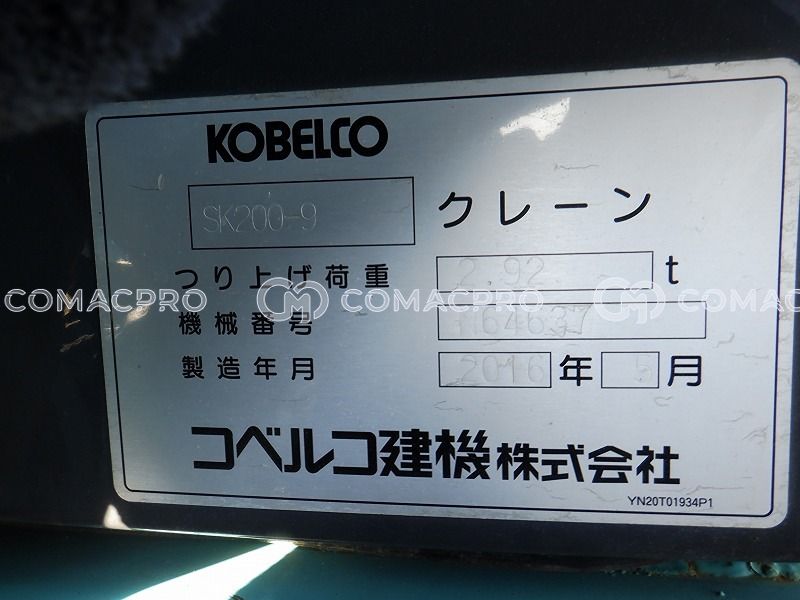 KOBELCO
SK200-9 クレーン
つり上げ荷重 2.92 t
機械番号
製造年月 2016 年 5 月
コベルコ建機株式会社
YN20T01934P1
COMACPRO COMACPRO COMAC